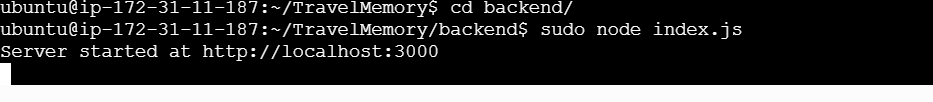 ubuntu@ip-172-31-11-187:~/TravelMemory$ cd backend/
ubuntu@ip-172-31-11-187:~/TravelMemory/backend$ sudo node index.js
Server started at http://localhost:3000